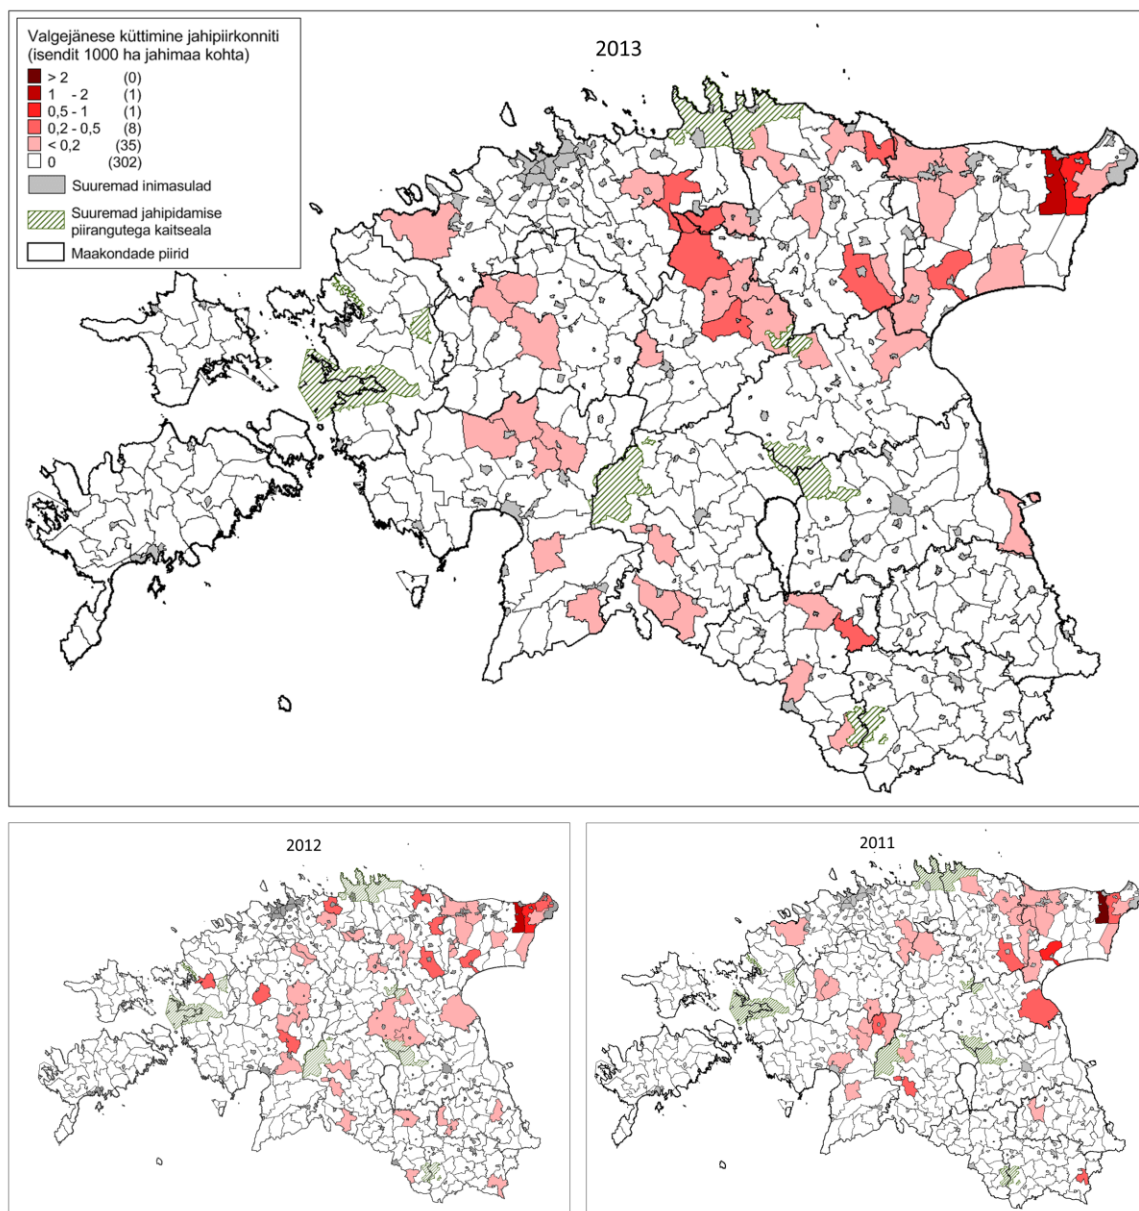 Valgejänese küttimine jahipiirkonniti
(isendit 1000 ha jahimaa kohta)
> 2 (0)
1 - 2 (1)
0,5 - 1 (1)
0,2 - 0,5 (8)
< 0,2 (35)
0 (302)
Suuremad inimasulad
Suuremad jahipidamise
piirangutega kaitseala
Maakondade piirid
2013
2012
2011